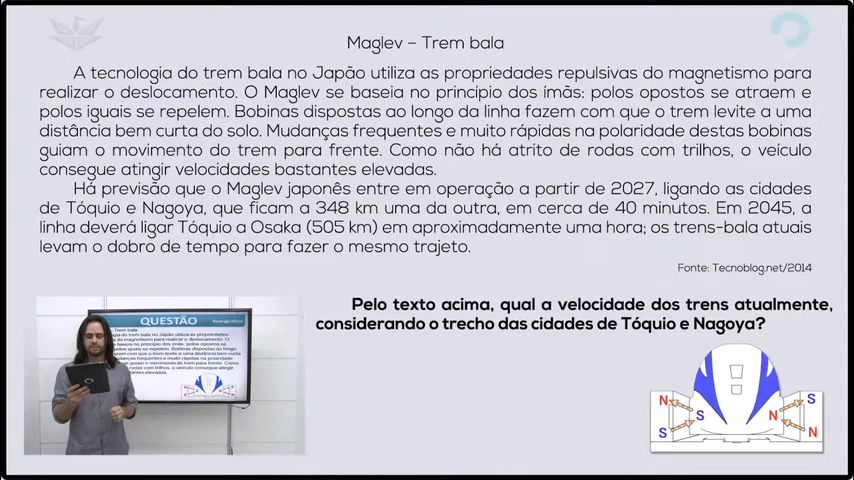 Maglev – Trem bala
A tecnologia do trem bala no Japão utiliza as propriedades repulsivas do magnetismo para
realizar o deslocamento. O Maglev se baseia no princípio dos ímãs: polos opostos se atraem e
polos iguais se repelem. Bobinas dispostas ao longo da linha fazem com que o trem levite a uma
distância bem curta do solo. Mudanças frequentes e muito rápidas na polaridade destas bobinas
guiam o movimento do trem para frente. Como não há atrito de rodas com trilhos, o veículo
consegue atingir velocidades bastantes elevadas.
Há previsão que o Maglev japonês entre em operação a partir de 2027, ligando as cidades
de Tóquio e Nagoya, que ficam a 348 km uma da outra, em cerca de 40 minutos. Em 2045, a
linha deverá ligar Tóquio a Osaka (505 km) em aproximadamente uma hora; os trens-bala atuais
levam o dobro de tempo para fazer o mesmo trajeto.
Fonte: Tecnoblog.net/2014
Pelo texto acima, qual a velocidade dos trens atualmente,
considerando o trecho das cidades de Tóquio e Nagoya?
QUESTÃO
Trem bala
N S
S N
S N